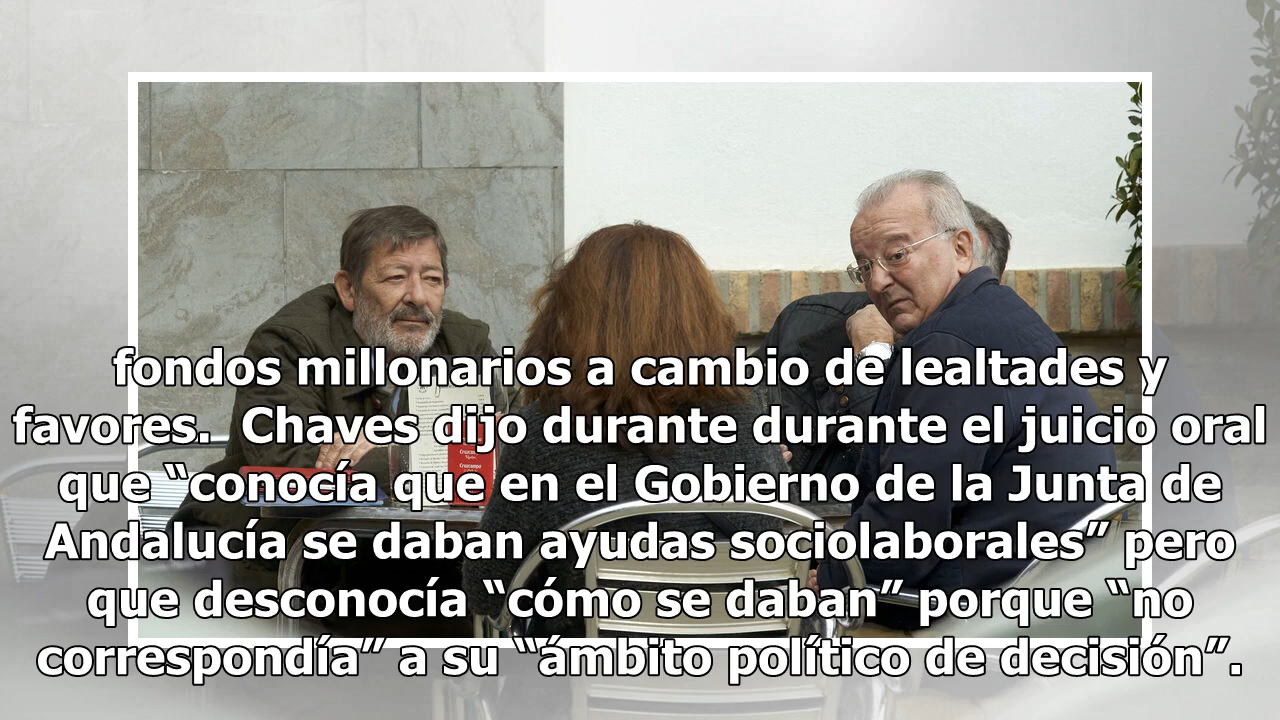 fondos millonarios a cambio de lealtades y
favores.  Chaves dijo durante durante el juicio oral
que “conocía que en el Gobierno de la Junta de
Andalucía se daban ayudas sociolaborales” pero
que desconocía “cómo se daban” porque “no
correspondía” a su “ámbito político de decisión”.